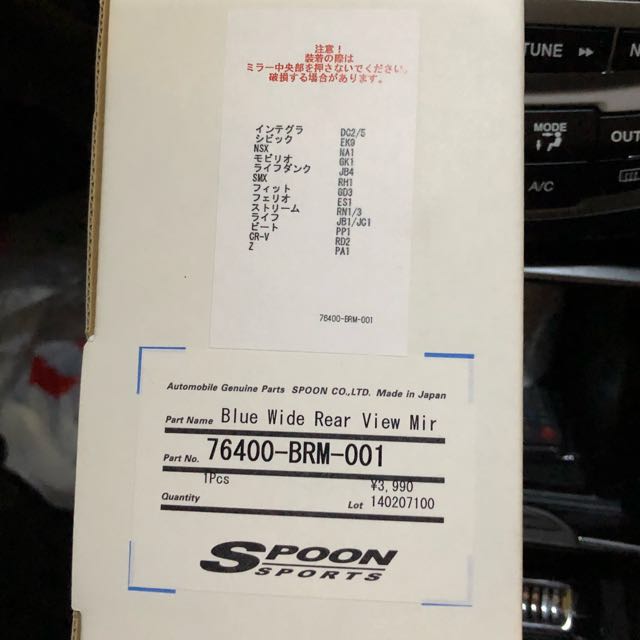 注意！
装着の際は
ミラー中央部を押さないでください。
破損する場合があります。
インテグラ DC2/5
シビック EK9
NSX NA1
モビリオ GK1
ライフダンク JB4
SMX RH1
フィット GD3
フェリオ ES1
ストリーム RN1/3
ライフ JB1/JC1
ビート PP1
CR-V RD2
Z PA1
76400-BRM-001
Automobile Genuine Parts SPOON CO.,LTD. Made in Japan
Part Name Blue Wide Rear View Mir
Part No. 76400-BRM-001
1Pcs ¥3,990
Quantity Lot 140207100
SPOON
SPORTS
TUNE
MODE
OUT
A/C